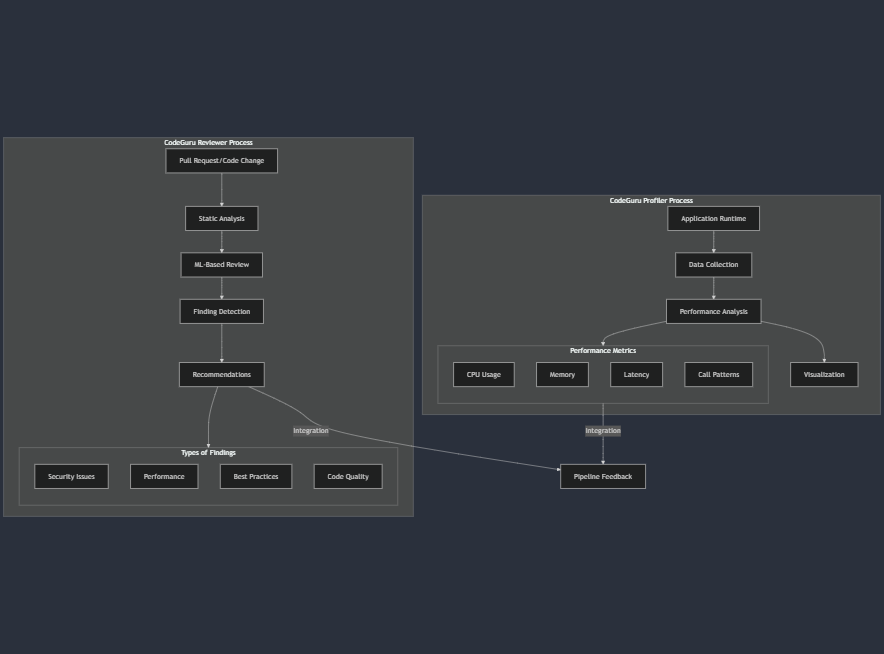 CodeGuru Reviewer Process
Pull Request/Code Change
Static Analysis
ML-Based Review
Finding Detection
Recommendations
Integration
Types of Findings
Security Issues
Performance
Best Practices
Code Quality
CodeGuru Profiler Process
Application Runtime
Data Collection
Performance Analysis
Performance Metrics
CPU Usage
Memory
Latency
Call Patterns
Visualization
Integration
Pipeline Feedback